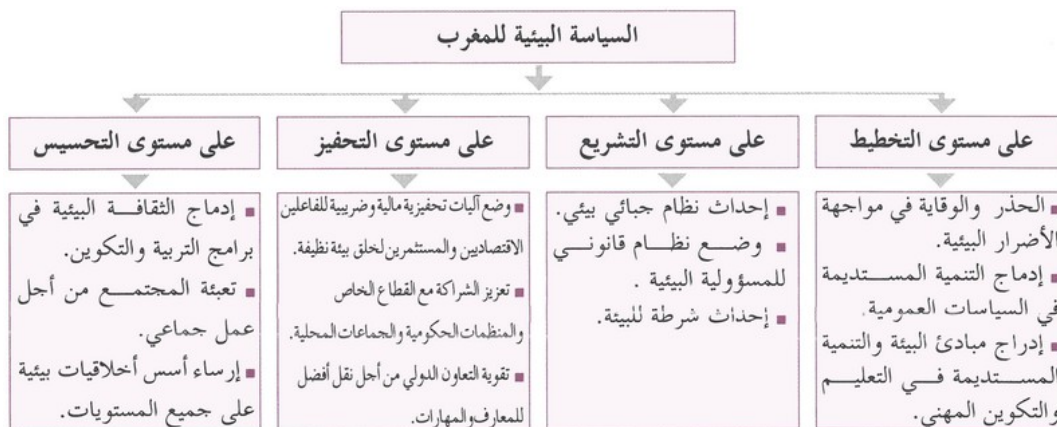 السياسة البيئية للمغرب
على مستوى التخطيط
■ الحذر والوقاية في مواجهة
الأضرار البيئية.
■ إدماج التنمية المستديمة
في السياسات العمومية.
■ إدراج مبادئ البيئة والتنمية
المستديمة في التعليم
والتكوين المهني.
على مستوى التشريع
■ إحداث نظام جبائي بيئي.
■ وضع نظام قانوني
للمسؤولية البيئية .
■ إحداث شرطة للبيئة.
على مستوى التحفيز
■ وضع آليات تحفيزية مالية وضريبية للفاعلين
الاقتصاديين والمستثمرين لخلق بيئة نظيفة.
■ تعزيز الشراكة مع القطاع الخاص
والمنظمات الحكومية والجماعات المحلية.
■ تقوية التعاون الدولي من أجل نقل أفضل
للمعارف والمهارات.
على مستوى التحسيس
■ إدماج الثقافة البيئية في
برامج التربية والتكوين.
■ تعبئة المجتمع من أجل
عمل جماعي.
■ إرساء أسس أخلاقيات بيئية
على جميع المستويات.